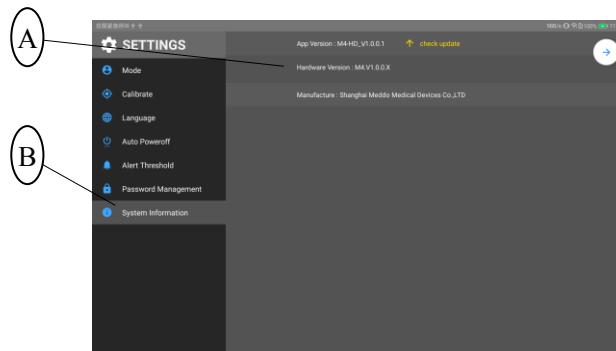 A
B
SETTINGS
Mode
Calibrate
Language
Auto Poweroff
Alert Threshold
Password Management
System Information
App Version : M4-HD_V1.0.0.1 check update
Hardware Version : M4.V1.0.0.X
Manufacture : Shanghai Meddo Medical Devices Co.,LTD